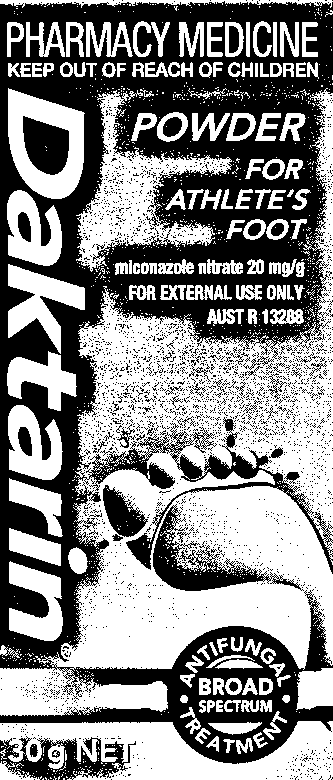 PHARMACY MEDICINE
KEEP OUT OF REACH OF CHILDREN
Daktarin®
POWDER
FOR
ATHLETE'S
FOOT
miconazole nitrate 20 mg/g
FOR EXTERNAL USE ONLY
AUST R 13288
ANTIFUNGAL
BROAD
SPECTRUM
TREATMENT
30 g NET